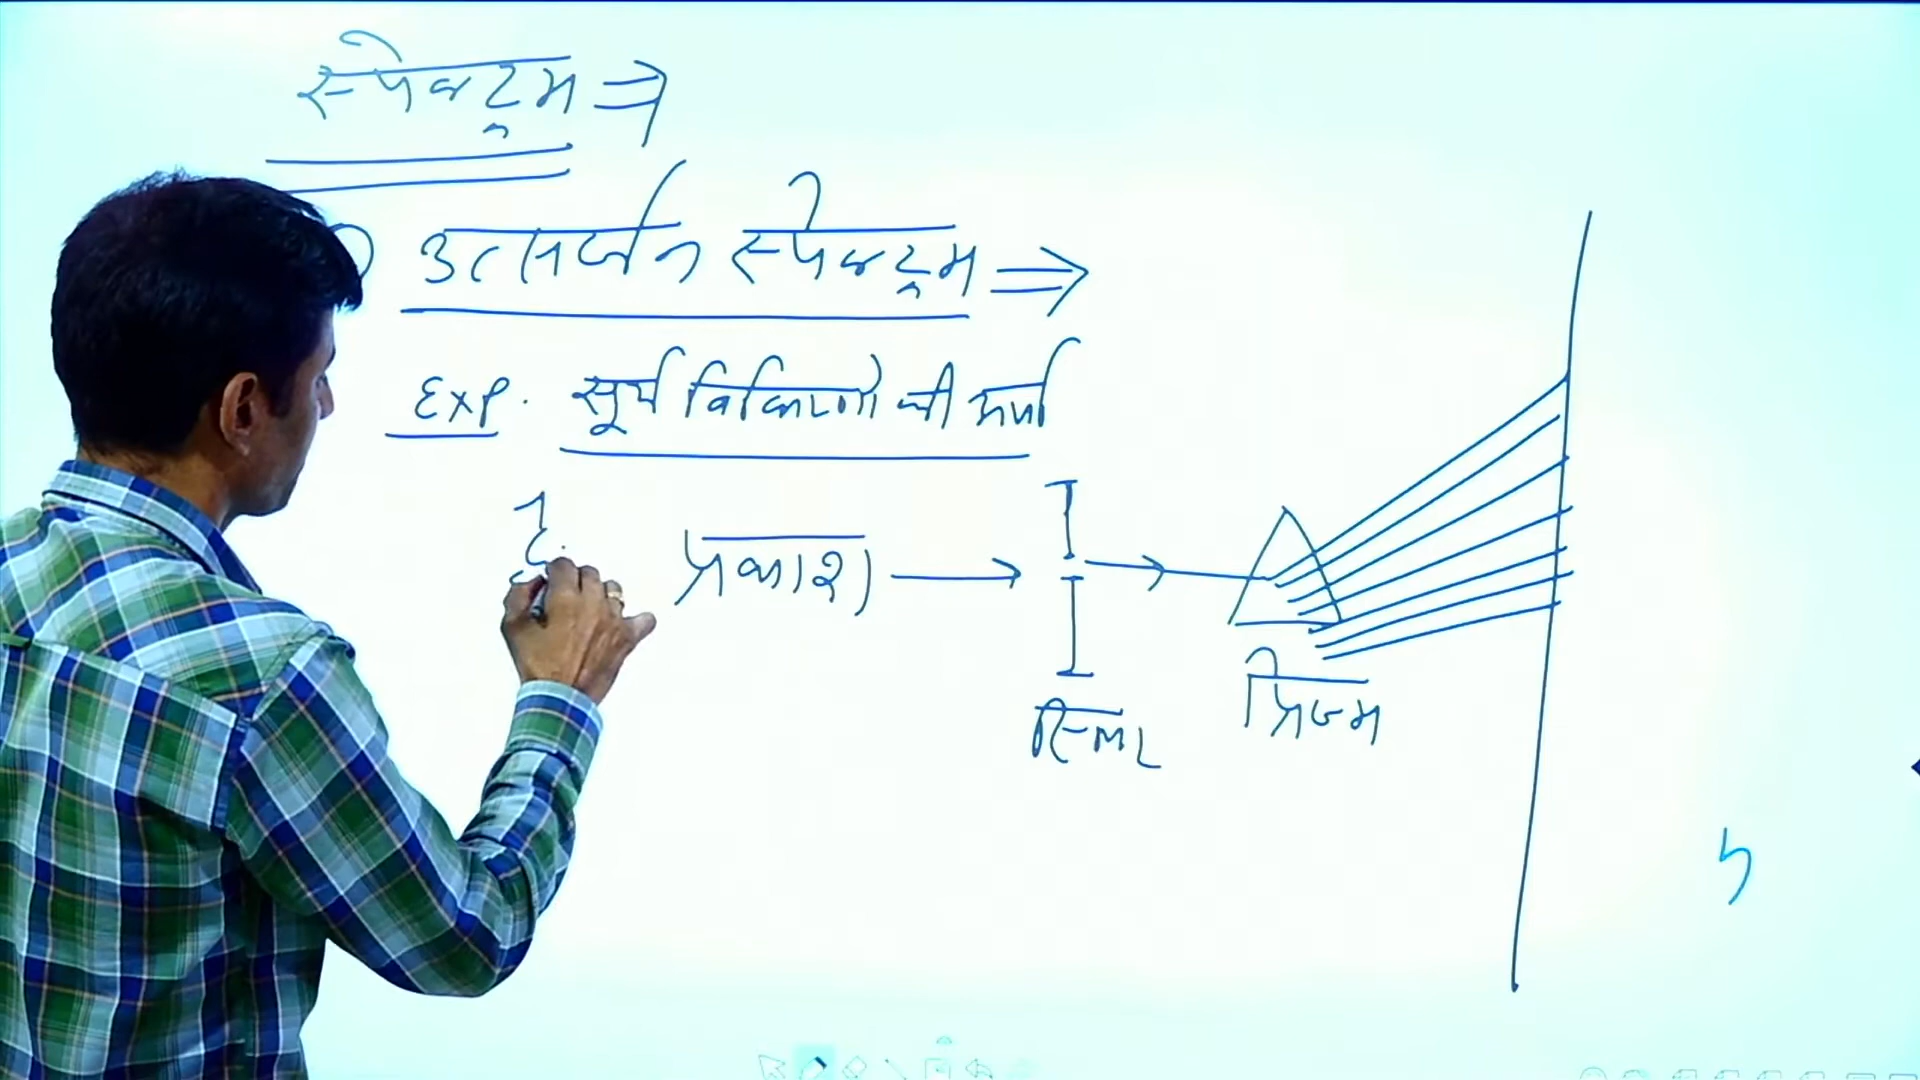 स्पेक्ट्रम ⇒
उत्सर्जन स्पेक्ट्रम ⇒
Exp. सूर्य विकिरणो की ऊर्जा
प्रकाश →
स्लिट
प्रिज्म